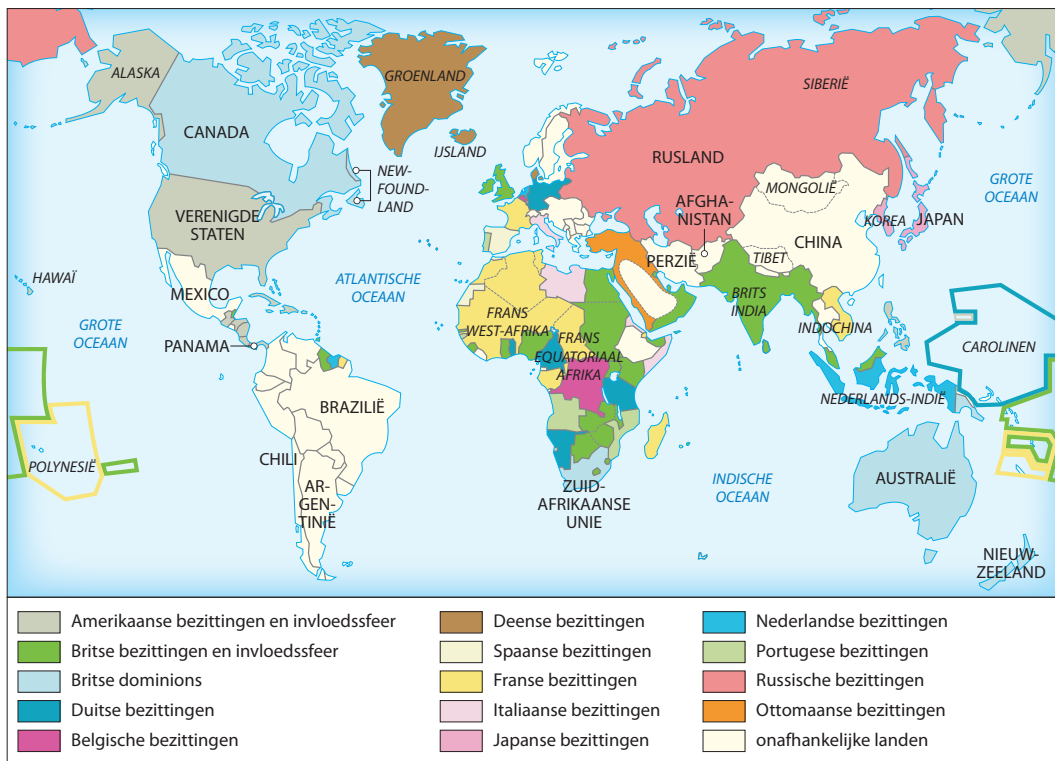 ALASKA
GROENLAND
SIBERIË
CANADA
IJSLAND
RUSLAND
NEW-
FOUND-
LAND
MONGOLIË
GROTE
OCEAAN
AFGHA-
NISTAN
VERENIGDE
STATEN
KOREA
JAPAN
CHINA
PERZIË
TIBET
HAWAÏ
ATLANTISCHE
OCEAAN
MEXICO
BRITS
INDIA
FRANS
WEST-AFRIKA
GROTE
OCEAAN
INDOCHINA
FRANS
EQUATORIAAL
AFRIKA
PANAMA
CAROLINEN
NEDERLANDS-INDIË
BRAZILIË
CHILI
POLYNESIË
INDISCHE
OCEAAN
AUSTRALIË
AR-
GEN-
TINIË
ZUID-
AFRIKAANSE
UNIE
NIEUW-
ZEELAND
Amerikaanse bezittingen en invloedssfeer
Britse bezittingen en invloedssfeer
Britse dominions
Duitse bezittingen
Belgische bezittingen
Deense bezittingen
Spaanse bezittingen
Franse bezittingen
Italiaanse bezittingen
Japanse bezittingen
Nederlandse bezittingen
Portugese bezittingen
Russische bezittingen
Ottomaanse bezittingen
onafhankelijke landen